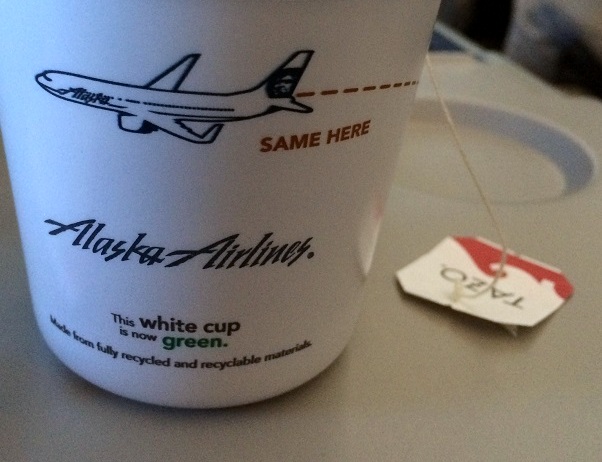 Alaska
SAME HERE
Alaska Airlines.
This white cup
is now green.
Made from fully recycled and recyclable materials.
TAZO